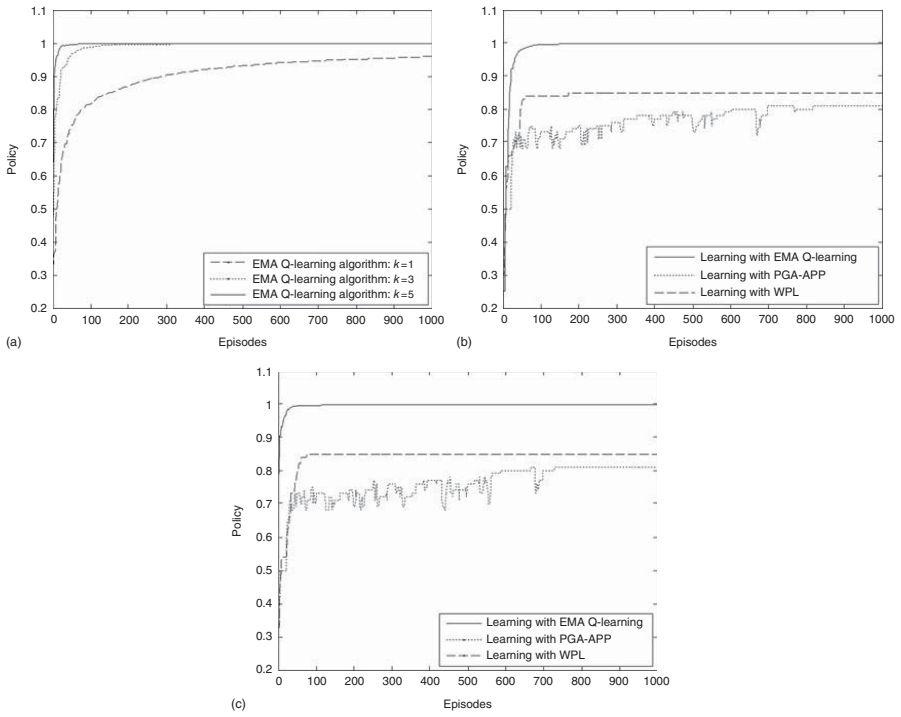 1.1
1
0.9
0.8
0.7
0.6
0.5
0.4
0.3
0.2
Policy
EMA Q-learning algorithm: k=1
EMA Q-learning algorithm: k=3
EMA Q-learning algorithm: k=5
0 100 200 300 400 500 600 700 800 900 1000
(a) Episodes
1.1
1
0.9
0.8
0.7
0.6
0.5
0.4
0.3
0.2
Policy
Learning with EMA Q-learning
Learning with PGA-APP
Learning with WPL
0 100 200 300 400 500 600 700 800 900 1000
(b) Episodes
1.1
1
0.9
0.8
0.7
0.6
0.5
0.4
0.3
0.2
Policy
Learning with EMA Q-learning
Learning with PGA-APP
Learning with WPL
0 100 200 300 400 500 600 700 800 900 1000
(c) Episodes